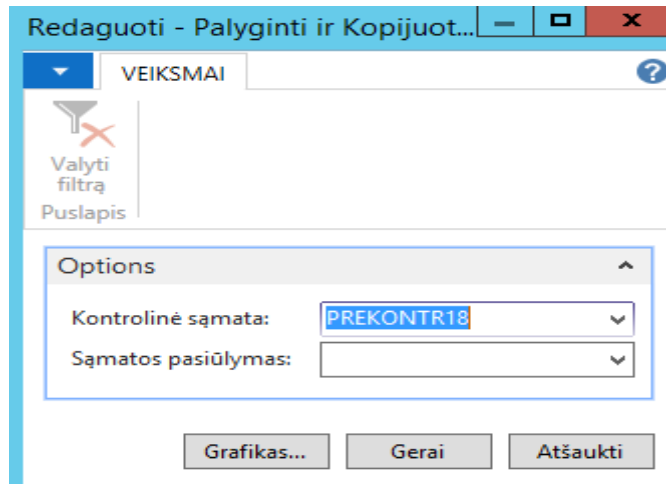 Redaguoti - Palyginti ir Kopijuot...
VEIKSMAI
Valyti
filtrą
Puslapis
Options
Kontrolinė sąmata: PREKONTR18
Sąmatos pasiūlymas:
Grafikas... Gerai Atšaukti